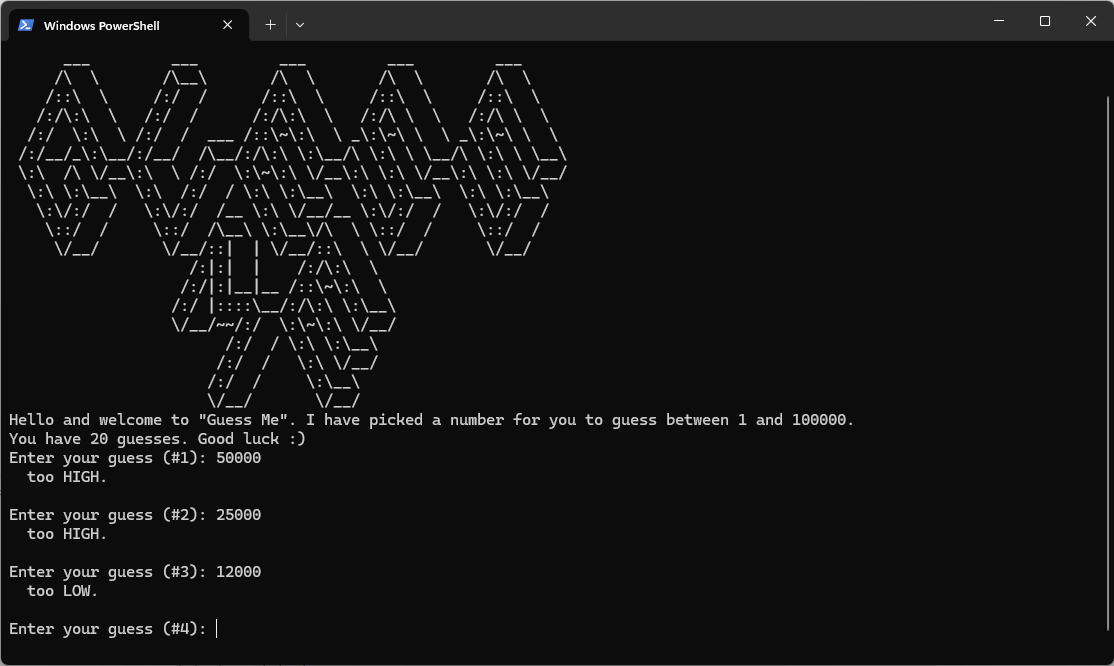 Windows PowerShell
GUESS
ME
Hello and welcome to "Guess Me". I have picked a number for you to guess between 1 and 100000.
You have 20 guesses. Good luck :)
Enter your guess (#1): 50000
too HIGH.
Enter your guess (#2): 25000
too HIGH.
Enter your guess (#3): 12000
too LOW.
Enter your guess (#4):